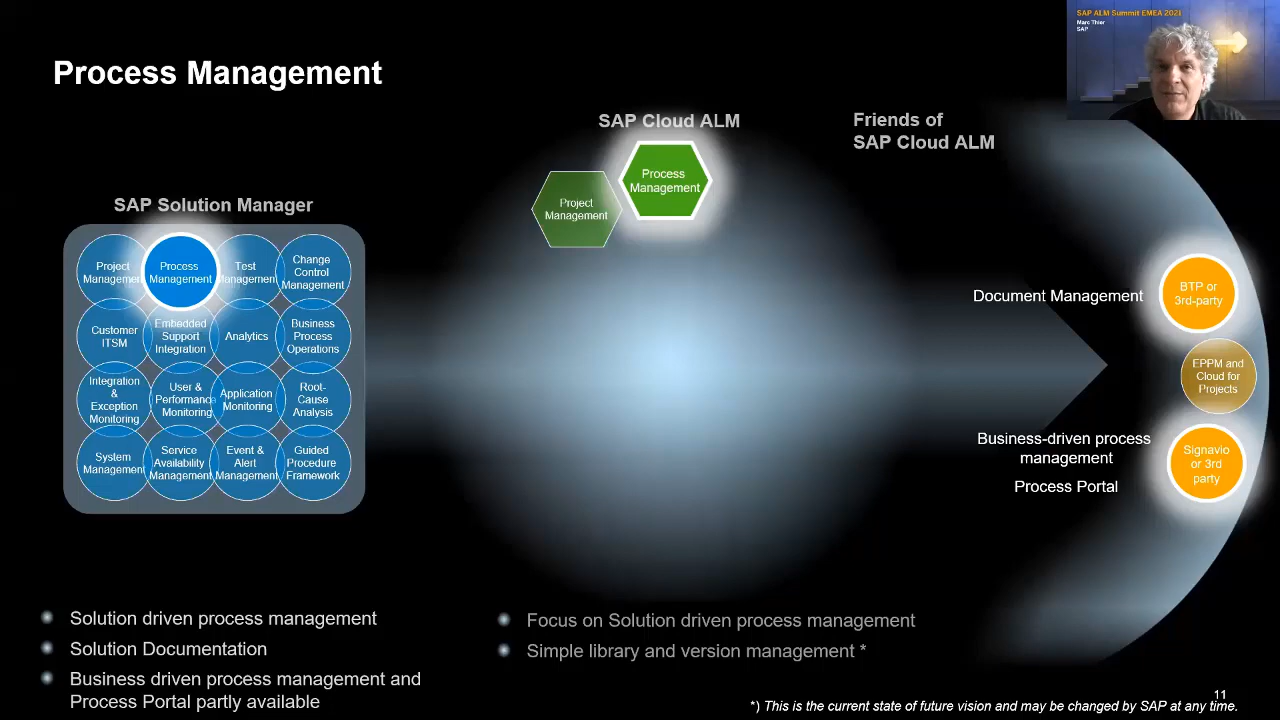 SAP ALM Summit EMEA 2021
Marc Thier
SAP
Process Management
SAP Cloud ALM
Friends of
SAP Cloud ALM
Process
Management
Project
Management
SAP Solution Manager
Project
Management
Process
Management
Test
Management
Change
Control
Management
Customer
ITSM
Embedded
Support
Integration
Analytics
Business
Process
Operations
Integration
&
Exception
Monitoring
User &
Performance
Monitoring
Application
Monitoring
Root-
Cause
Analysis
System
Management
Service
Availability
Management
Event &
Alert
Management
Guided
Procedure
Framework
Document Management
BTP or
3rd-party
EPPM and
Cloud for
Projects
Business-driven process
management
Process Portal
Signavio
or 3rd
party
Solution driven process management
Solution Documentation
Business driven process management and
Process Portal partly available
Focus on Solution driven process management
Simple library and version management *
11
*) This is the current state of future vision and may be changed by SAP at any time.